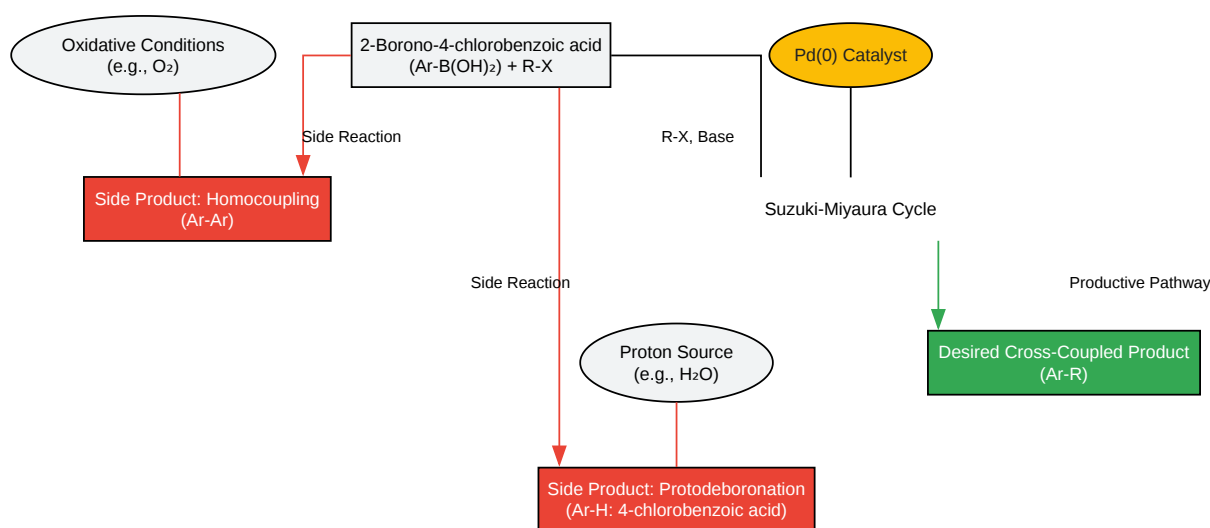 Oxidative Conditions
(e.g., O₂)
2-Borono-4-chlorobenzoic acid
(Ar-B(OH)₂) + R-X
Pd(0) Catalyst
Side Reaction
R-X, Base
Side Product: Homocoupling
(Ar-Ar)
Suzuki-Miyaura Cycle
Side Reaction
Productive Pathway
Proton Source
(e.g., H₂O)
Desired Cross-Coupled Product
(Ar-R)
Side Product: Protodeboronation
(Ar-H: 4-chlorobenzoic acid)